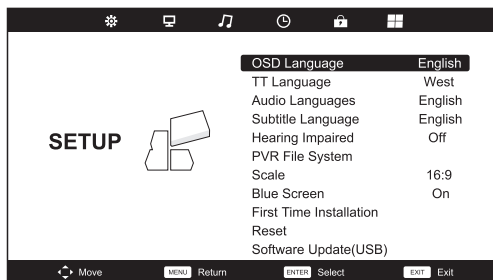 OSD Language English
TT Language West
Audio Languages English
Subtitle Language English
Hearing Impaired Off
SETUP
PVR File System
Scale 16:9
Blue Screen On
First Time Installation
Reset
Software Update(USB)
Move MENU Return ENTER Select EXIT Exit